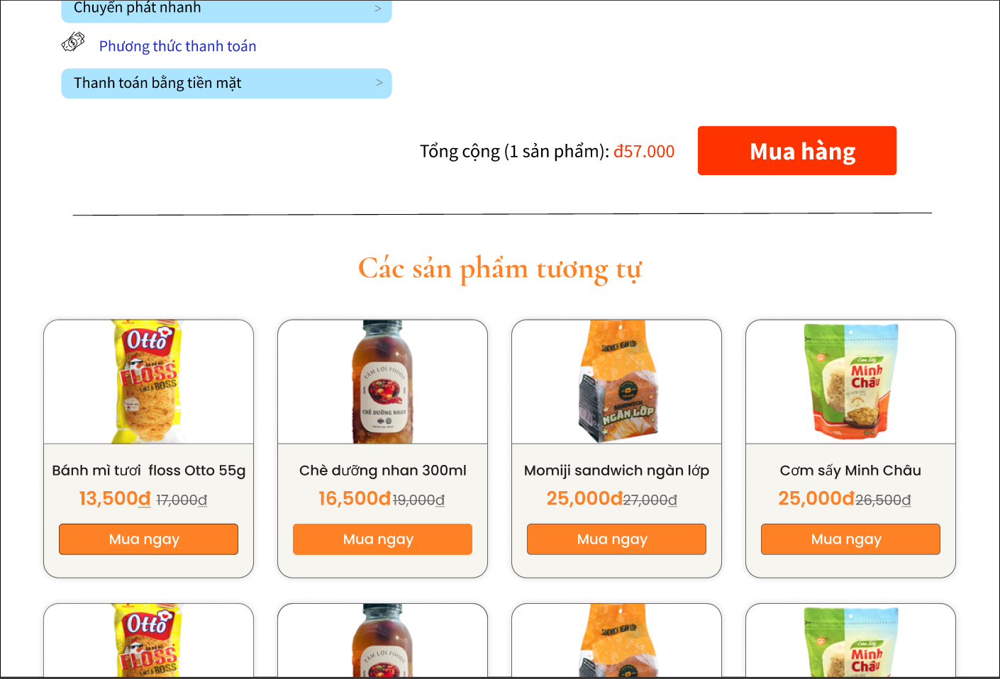 Chuyển phát nhanh >
Phương thức thanh toán
Thanh toán bằng tiền mặt >
Tổng cộng (1 sản phẩm): đ57.000
Mua hàng
Các sản phẩm tương tự
Otto
FLOSS
LIKE A BOSS
TÂM LỢI FOODS
CHÈ DƯỠNG NHAN
SANDWICH NGÀN LỚP
SANDWICH
NGÀN LỚP
Cơm Sấy
Minh
Châu
Bánh mì tươi floss Otto 55g
13,500đ 17,000đ
Mua ngay
Chè dưỡng nhan 300ml
16,500đ 19,000đ
Mua ngay
Momiji sandwich ngàn lớp
25,000đ 27,000đ
Mua ngay
Cơm sấy Minh Châu
25,000đ 26,500đ
Mua ngay
Otto
FLOSS
LIKE A BOSS
TÂM LỢI FOODS
SANDWICH NGÀN LỚP
Cơm Sấy
Minh
Châu